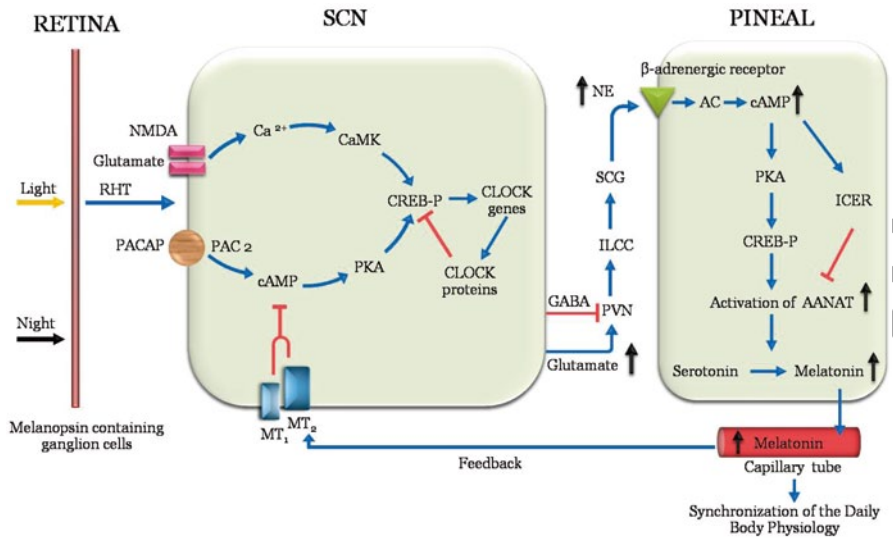 RETINA
SCN
PINEAL
β-adrenergic receptor
NE
AC
cAMP
NMDA
Glutamate
Ca 2+
CaMK
Light
RHT
CREB-P
CLOCK
genes
SCG
PKA
ICER
PACAP
PAC 2
cAMP
PKA
CLOCK
proteins
ILCC
CREB-P
Night
GABA
PVN
Activation of AANAT
Glutamate
Serotonin
Melatonin
MT1
MT2
Melanopsin containing
ganglion cells
Feedback
Melatonin
Capillary tube
Synchronization of the Daily
Body Physiology